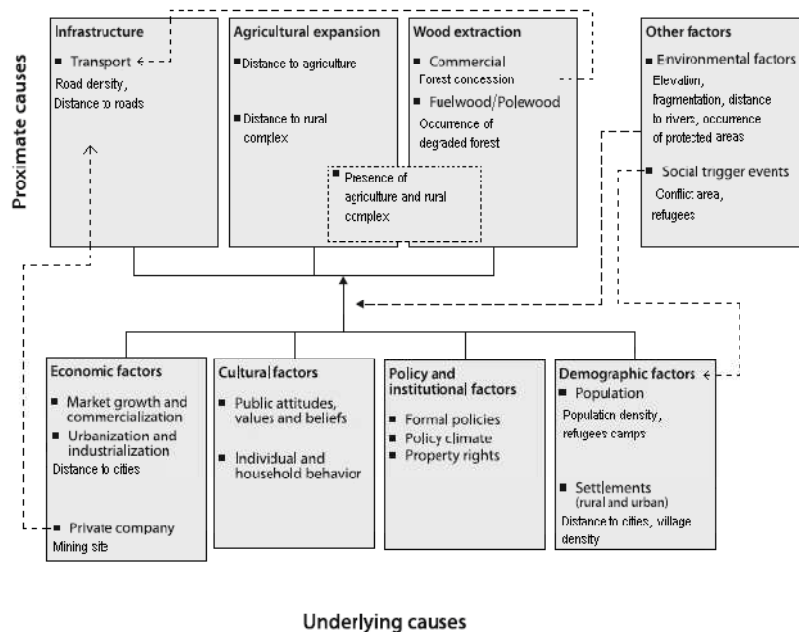 Proximate causes
Infrastructure
Transport
Road density,
Distance to roads
Agricultural expansion
Distance to agriculture
Distance to rural
complex
Wood extraction
Commercial
Forest concession
Fuelwood/Polewood
Occurrence of
degraded forest
Presence of
agriculture and rural
complex
Other factors
Environmental factors
Elevation,
fragmentation, distance
to rivers, occurrence
of protected areas
Social trigger events
Conflict area,
refugees
Economic factors
Market growth and
commercialization
Urbanization and
industrialization
Distance to cities
Private company
Mining site
Cultural factors
Public attitudes,
values and beliefs
Individual and
household behavior
Policy and
institutional factors
Formal policies
Policy climate
Property rights
Demographic factors
Population
Population density,
refugees camps
Settlements
(rural and urban)
Distance to cities, village
density
Underlying causes